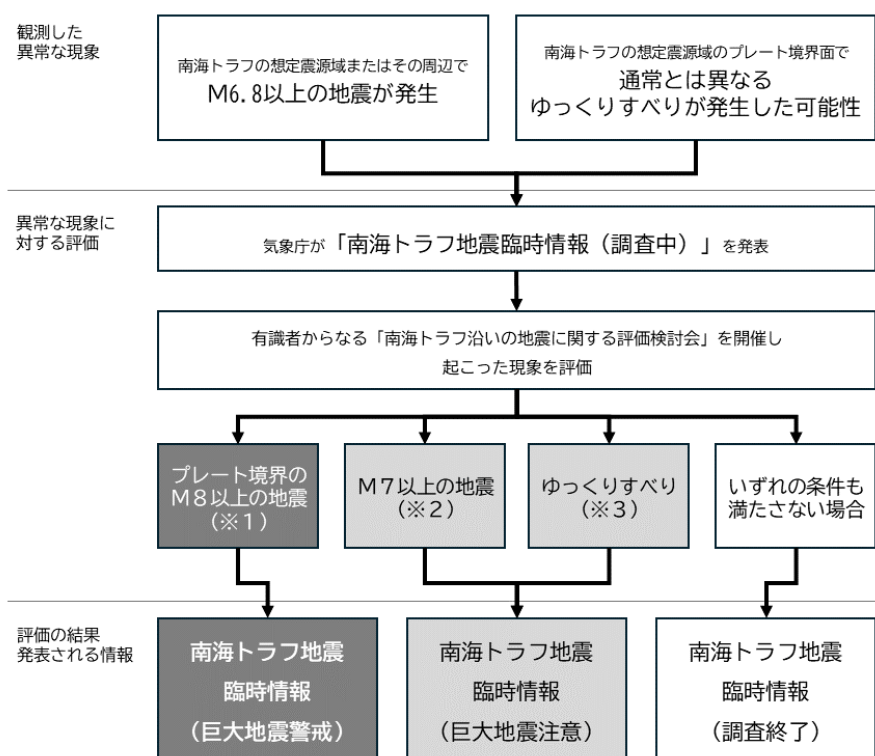 観測した
異常な現象
南海トラフの想定震源域またはその周辺で
M6.8以上の地震が発生
南海トラフの想定震源域のプレート境界面で
通常とは異なる
ゆっくりすべりが発生した可能性
異常な現象に
対する評価
気象庁が「南海トラフ地震臨時情報（調査中）」を発表
有識者からなる「南海トラフ沿いの地震に関する評価検討会」を開催し
起こった現象を評価
プレート境界の
M8以上の地震
（※1）
M7以上の地震
（※2）
ゆっくりすべり
（※3）
いずれの条件も
満たさない場合
評価の結果
発表される情報
南海トラフ地震
臨時情報
（巨大地震警戒）
南海トラフ地震
臨時情報
（巨大地震注意）
南海トラフ地震
臨時情報
（調査終了）